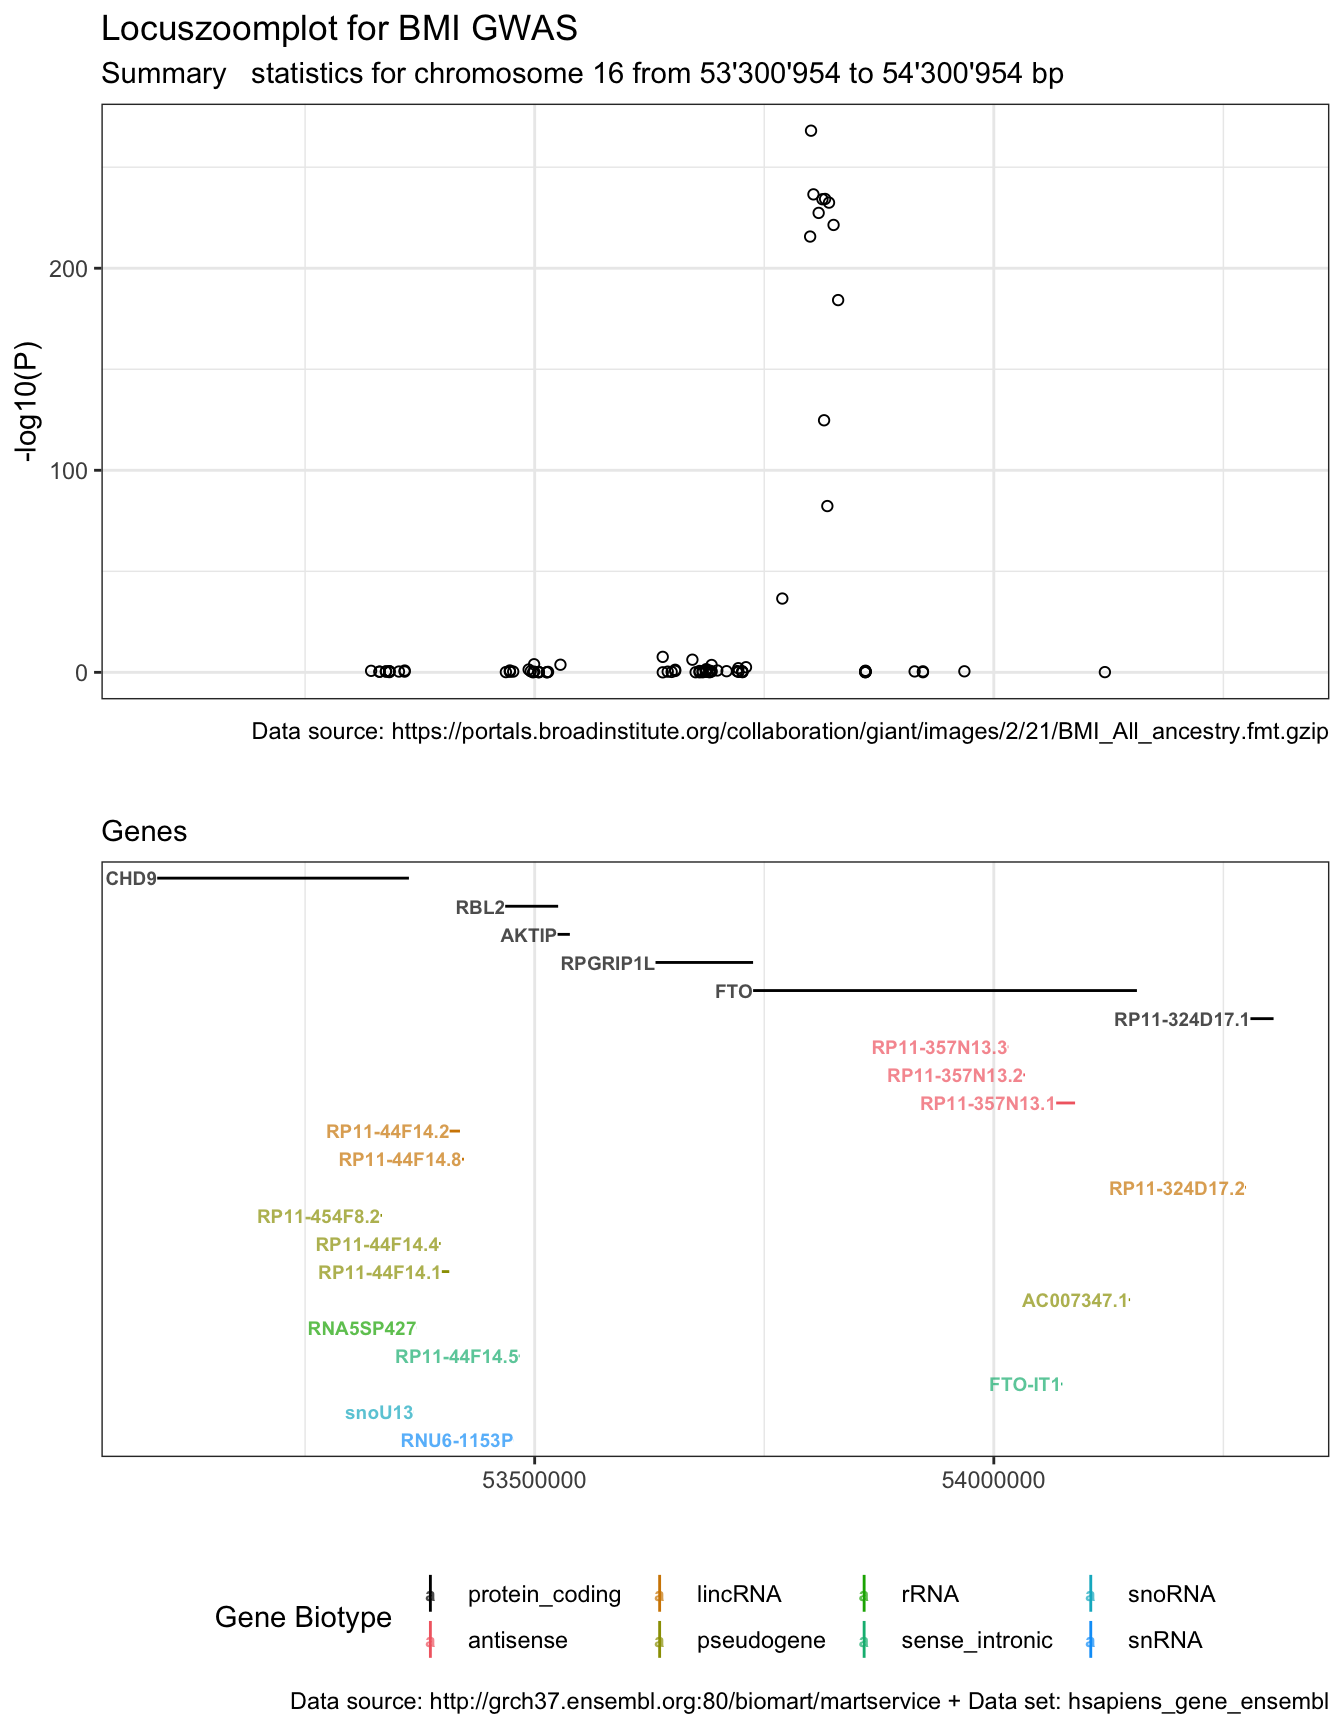 Locuszoomplot for BMI GWAS
Summary   statistics for chromosome 16 from 53'300'954 to 54'300'954 bp
-log10(P)
200
100
0
Data source: https://portals.broadinstitute.org/collaboration/giant/images/2/21/BMI_All_ancestry.fmt.gzip
Genes
CHD9
RBL2
AKTIP
RPGRIP1L
FTO
RP11-324D17.1
RP11-357N13.3
RP11-357N13.2
RP11-357N13.1
RP11-44F14.2
RP11-44F14.8
RP11-324D17.2
RP11-454F8.2
RP11-44F14.4
RP11-44F14.1
AC007347.1
RNA5SP427
RP11-44F14.5
FTO-IT1
snoU13
RNU6-1153P
53500000 54000000
Gene Biotype
a protein_coding a lincRNA a rRNA a snoRNA
a antisense a pseudogene a sense_intronic a snRNA
Data source: http://grch37.ensembl.org:80/biomart/martservice + Data set: hsapiens_gene_ensembl